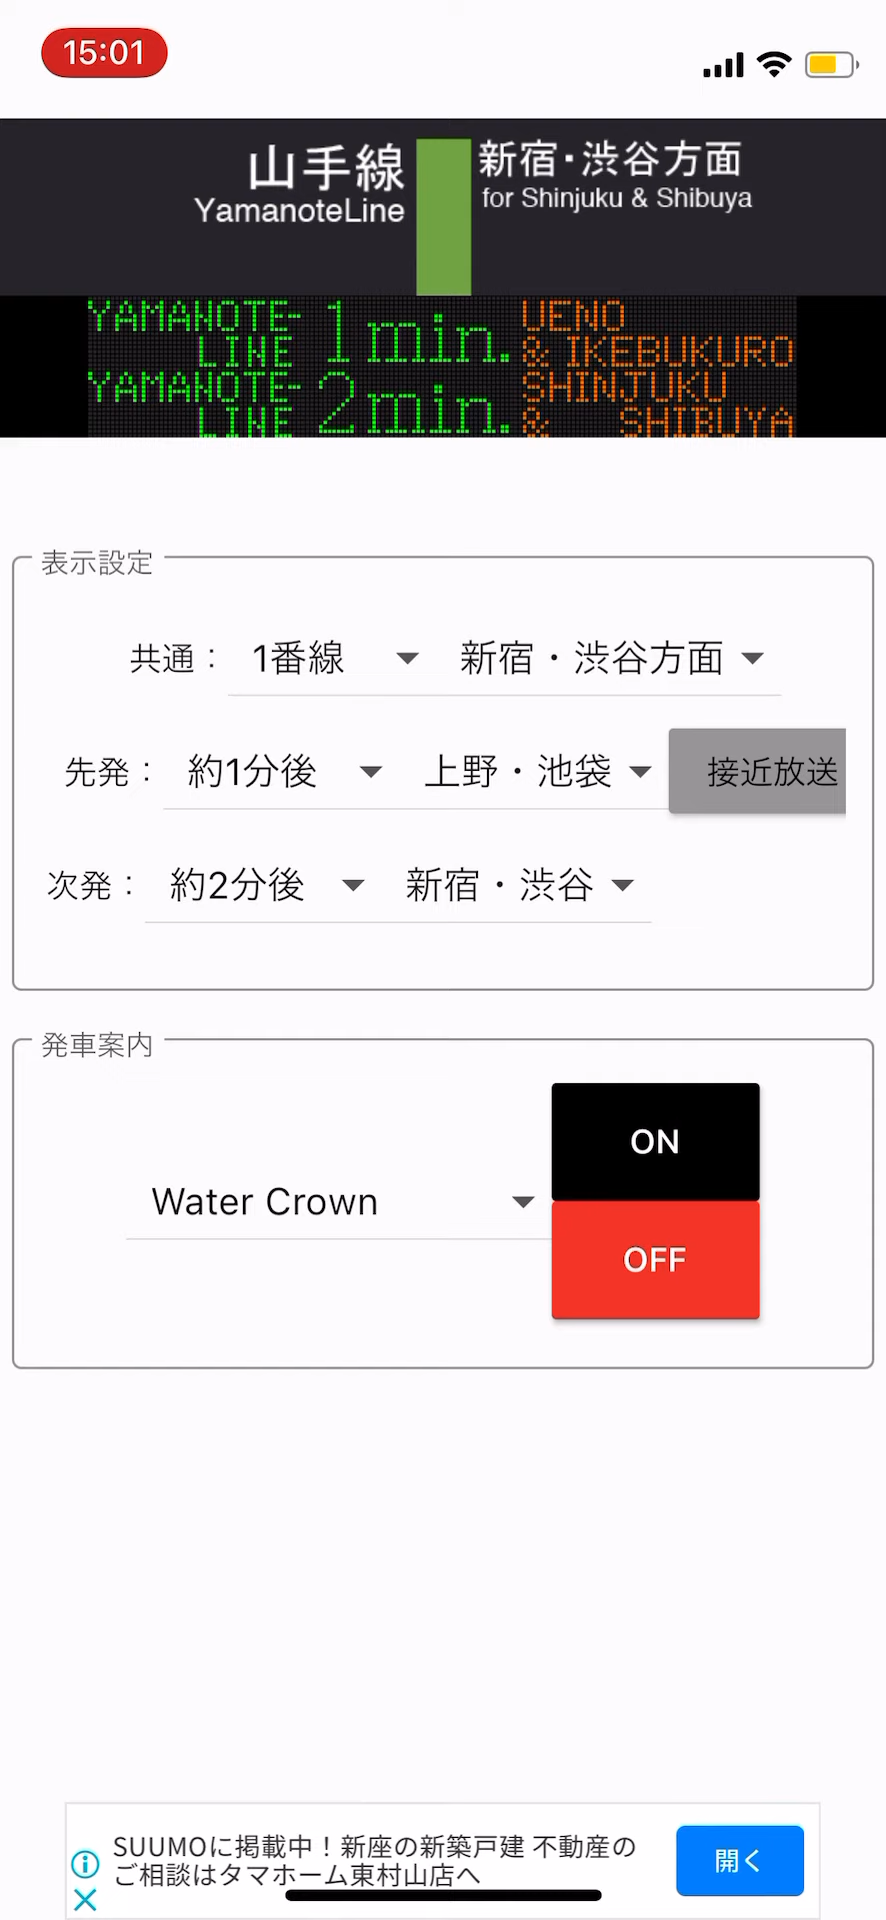 15:01
山手線
YamanoteLine
新宿・渋谷方面
for Shinjuku & Shibuya
YAMANOTE-
LINE
1min.
UENO
& IKEBUKURO
YAMANOTE-
LINE
2min.
SHINJUKU
& SHIBUYA
表示設定
共通： 1番線 新宿・渋谷方面
先発： 約1分後 上野・池袋 接近放送
次発： 約2分後 新宿・渋谷
発車案内
ON
Water Crown
OFF
SUUMOに掲載中！新座の新築戸建 不動産の
ご相談はタマホーム東村山店へ
開く